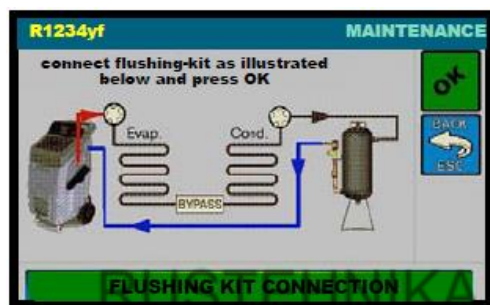 R1234yf MAINTENANCE
connect flushing-kit as illustrated
below and press OK
OK
Evap. Cond.
BACK
ESC
BYPASS
FLUSHING KIT CONNECTION
RUSTEHNIKA